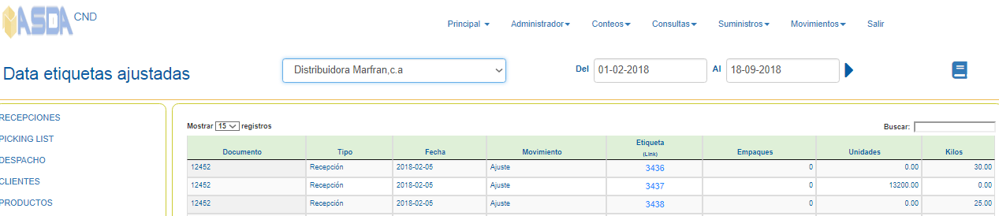 ASDA CND
Principal Administrador Conteos Consultas Suministros Movimientos Salir
Data etiquetas ajustadas Distribuidora Marfran,c.a Del 01-02-2018 Al 18-09-2018
RECEPCIONES
PICKING LIST
DESPACHO
CLIENTES
PRODUCTOS
Mostrar 15 registros Buscar:
Documento Tipo Fecha Movimiento Etiqueta (Link) Empaques Unidades Kilos
12452 Recepción 2018-02-05 Ajuste 3436 0 0.00 30.00
12452 Recepción 2018-02-05 Ajuste 3437 0 13200.00 0.00
12452 Recepción 2018-02-05 Ajuste 3438 0 0.00 25.00